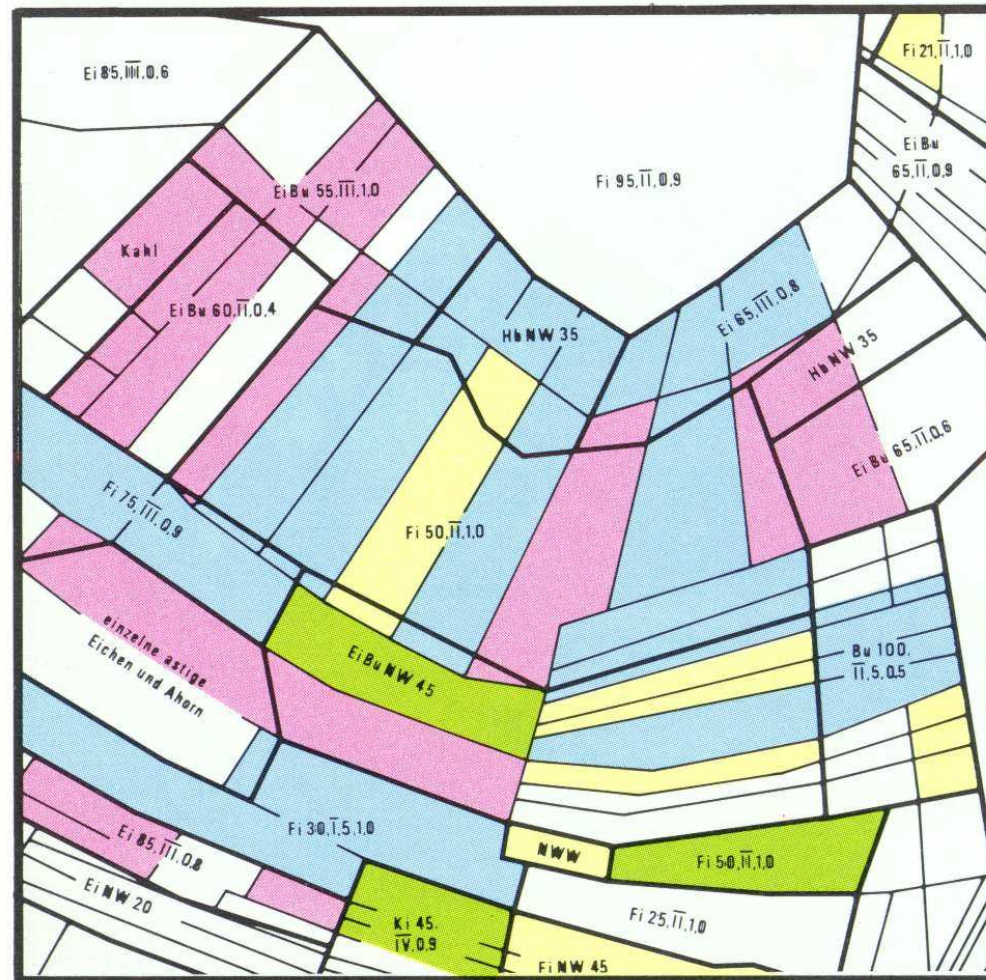 Ei 85, III, 0,6
Fi 21, II, 1,0
Ei Bu
65, II, 0,9
Fi 95, II, 0,9
Ei Bu 55, III, 1,0
Kahl
Ei Bu 60, II, 0,4
Hb NW 35
Ei 65, III, 0,8
Hb NW 35
Ei Bu 65, II, 0,6
Fi 75, III, 0,9
Fi 50, II, 1,0
einzelne astige
Eichen und Ahorn
Ei Bu NW 45
Bu 100.
II, 5. 0,5
Fi 30, I, 5, 1,0
Ei 85, III, 0,8
NWW
Fi 50, II, 1,0
Ei NW 20
Ki 45.
IV, 0,9
Fi 25, II, 1,0
Fi NW 45